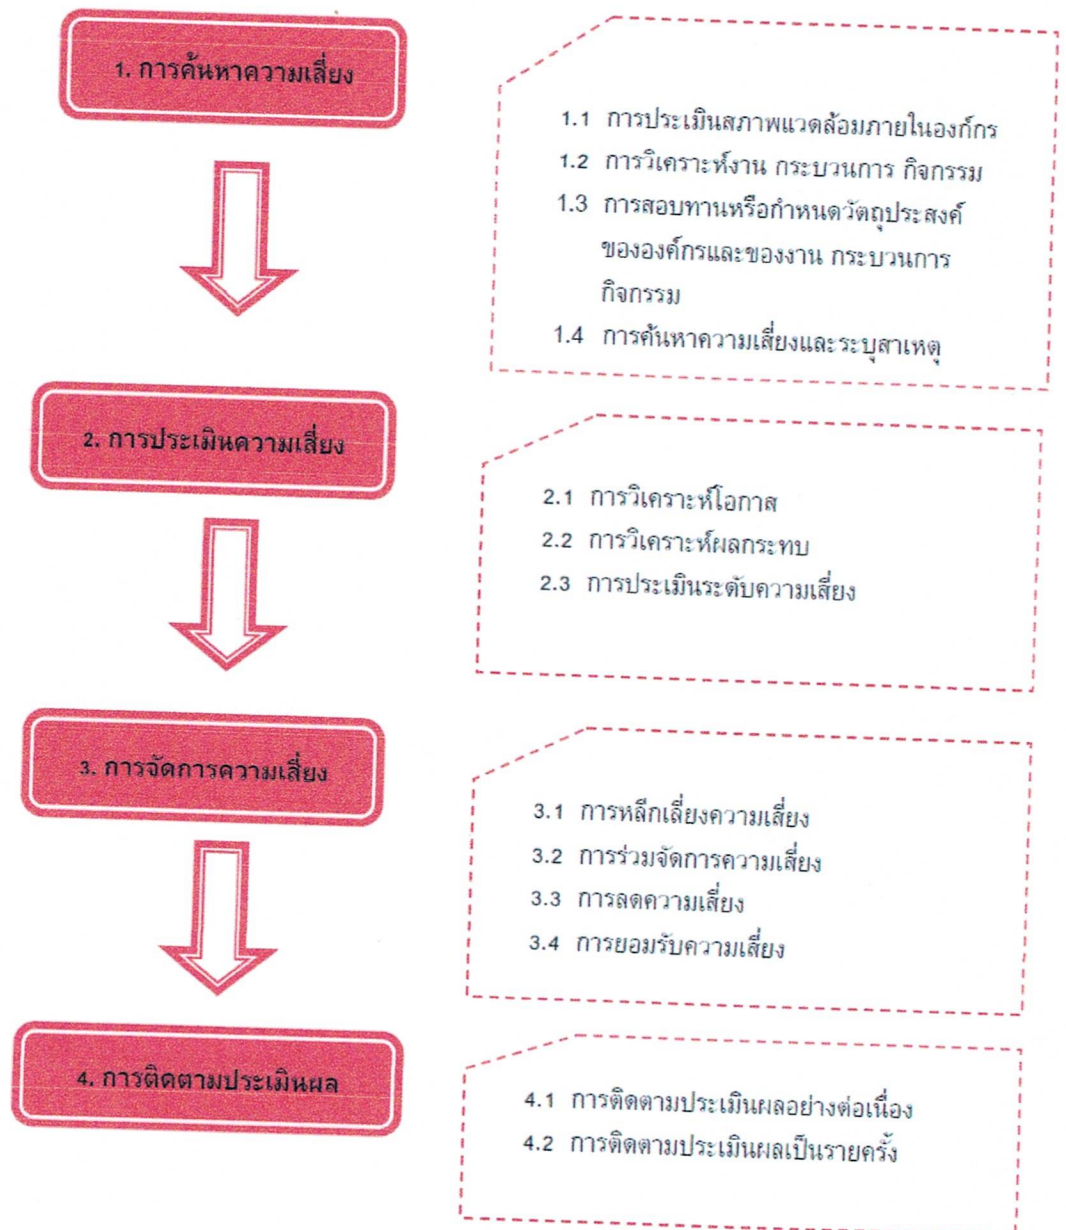 1. การค้นหาความเสี่ยง
1.1 การประเมินสภาพแวดล้อมภายในองค์กร
1.2 การวิเคราะห์งาน กระบวนการ กิจกรรม
1.3 การสอบทานหรือกำหนดวัตถุประสงค์
ขององค์กรและของงาน กระบวนการ
กิจกรรม
1.4 การค้นหาความเสี่ยงและระบุสาเหตุ
2. การประเมินความเสี่ยง
2.1 การวิเคราะห์โอกาส
2.2 การวิเคราะห์ผลกระทบ
2.3 การประเมินระดับความเสี่ยง
3. การจัดการความเสี่ยง
3.1 การหลีกเลี่ยงความเสี่ยง
3.2 การร่วมจัดการความเสี่ยง
3.3 การลดความเสี่ยง
3.4 การยอมรับความเสี่ยง
4. การติดตามประเมินผล
4.1 การติดตามประเมินผลอย่างต่อเนื่อง
4.2 การติดตามประเมินผลเป็นรายครั้ง